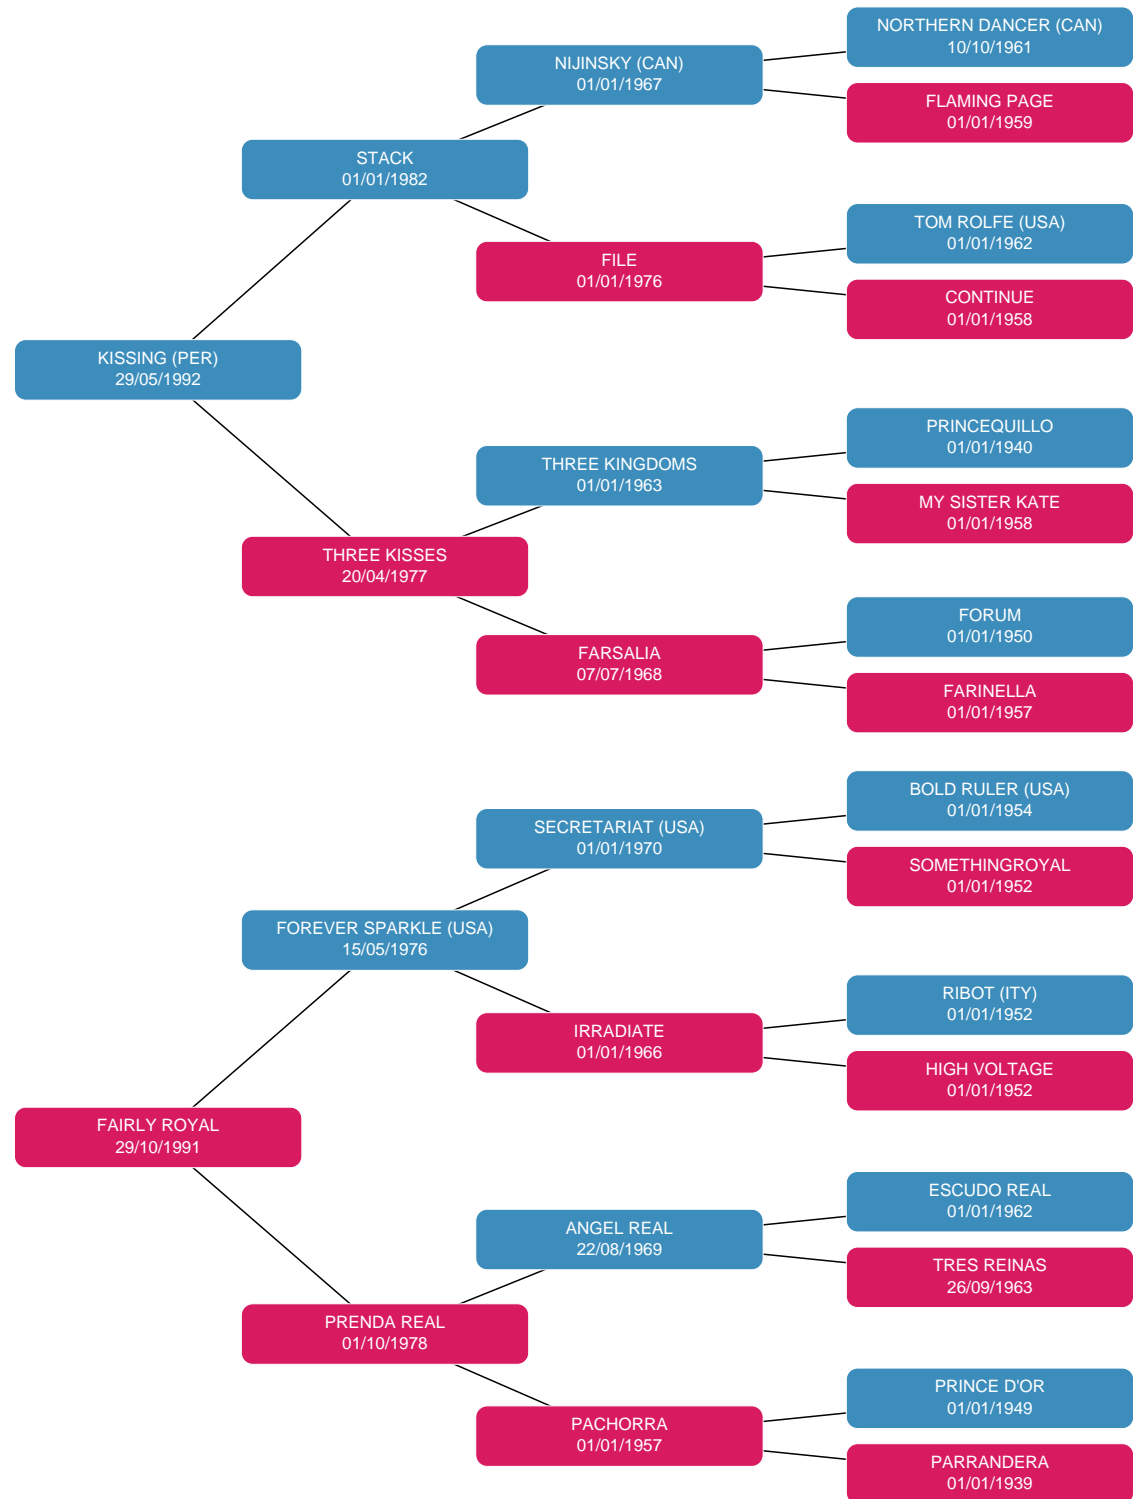 NORTHERN DANCER (CAN)
10/10/1961
NIJINSKY (CAN)
01/01/1967
FLAMING PAGE
01/01/1959
STACK
01/01/1982
TOM ROLFE (USA)
01/01/1962
FILE
01/01/1976
CONTINUE
01/01/1958
KISSING (PER)
29/05/1992
PRINCEQUILLO
01/01/1940
THREE KINGDOMS
01/01/1963
MY SISTER KATE
01/01/1958
THREE KISSES
20/04/1977
FORUM
01/01/1950
FARSALIA
07/07/1968
FARINELLA
01/01/1957
BOLD RULER (USA)
01/01/1954
SECRETARIAT (USA)
01/01/1970
SOMETHINGROYAL
01/01/1952
FOREVER SPARKLE (USA)
15/05/1976
RIBOT (ITY)
01/01/1952
IRRADIATE
01/01/1966
HIGH VOLTAGE
01/01/1952
FAIRLY ROYAL
29/10/1991
ESCUDO REAL
01/01/1962
ANGEL REAL
22/08/1969
TRES REINAS
26/09/1963
PRENDA REAL
01/10/1978
PRINCE D'OR
01/01/1949
PACHORRA
01/01/1957
PARRANDERA
01/01/1939